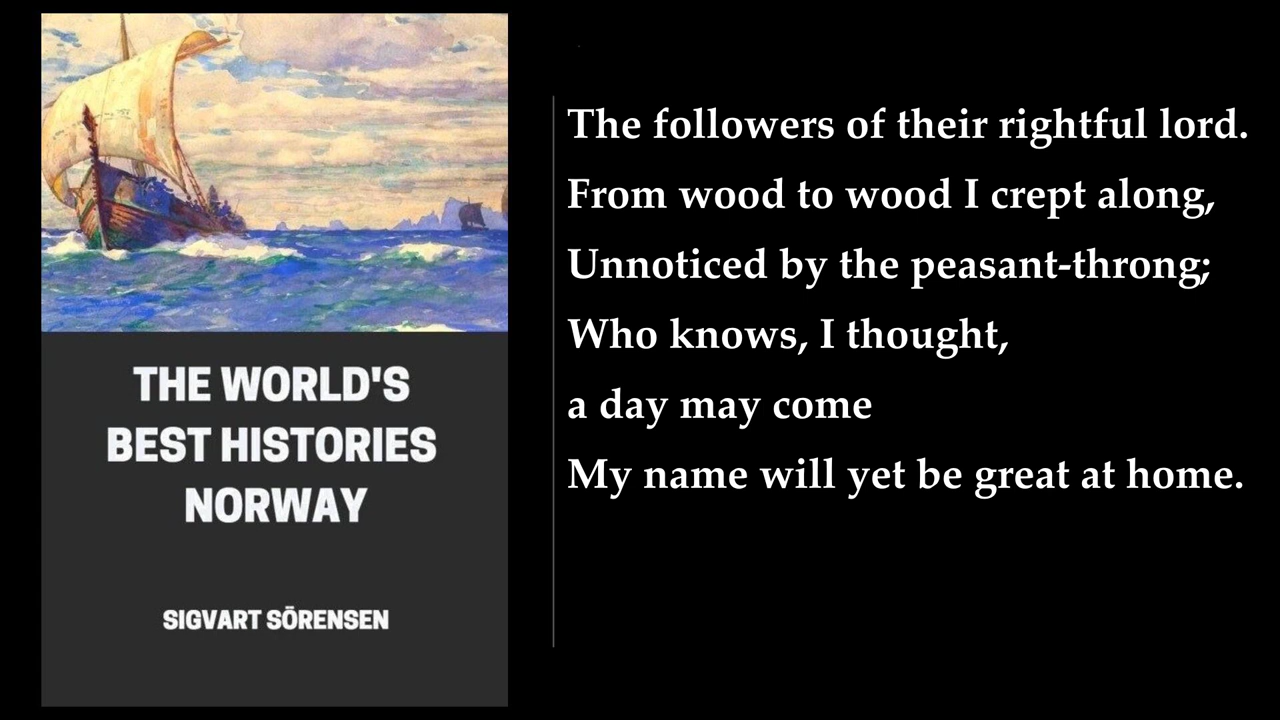 THE WORLD'S
BEST HISTORIES
NORWAY
SIGVART SÖRENSEN
The followers of their rightful lord.
From wood to wood I crept along,
Unnoticed by the peasant-throng;
Who knows, I thought,
a day may come
My name will yet be great at home.